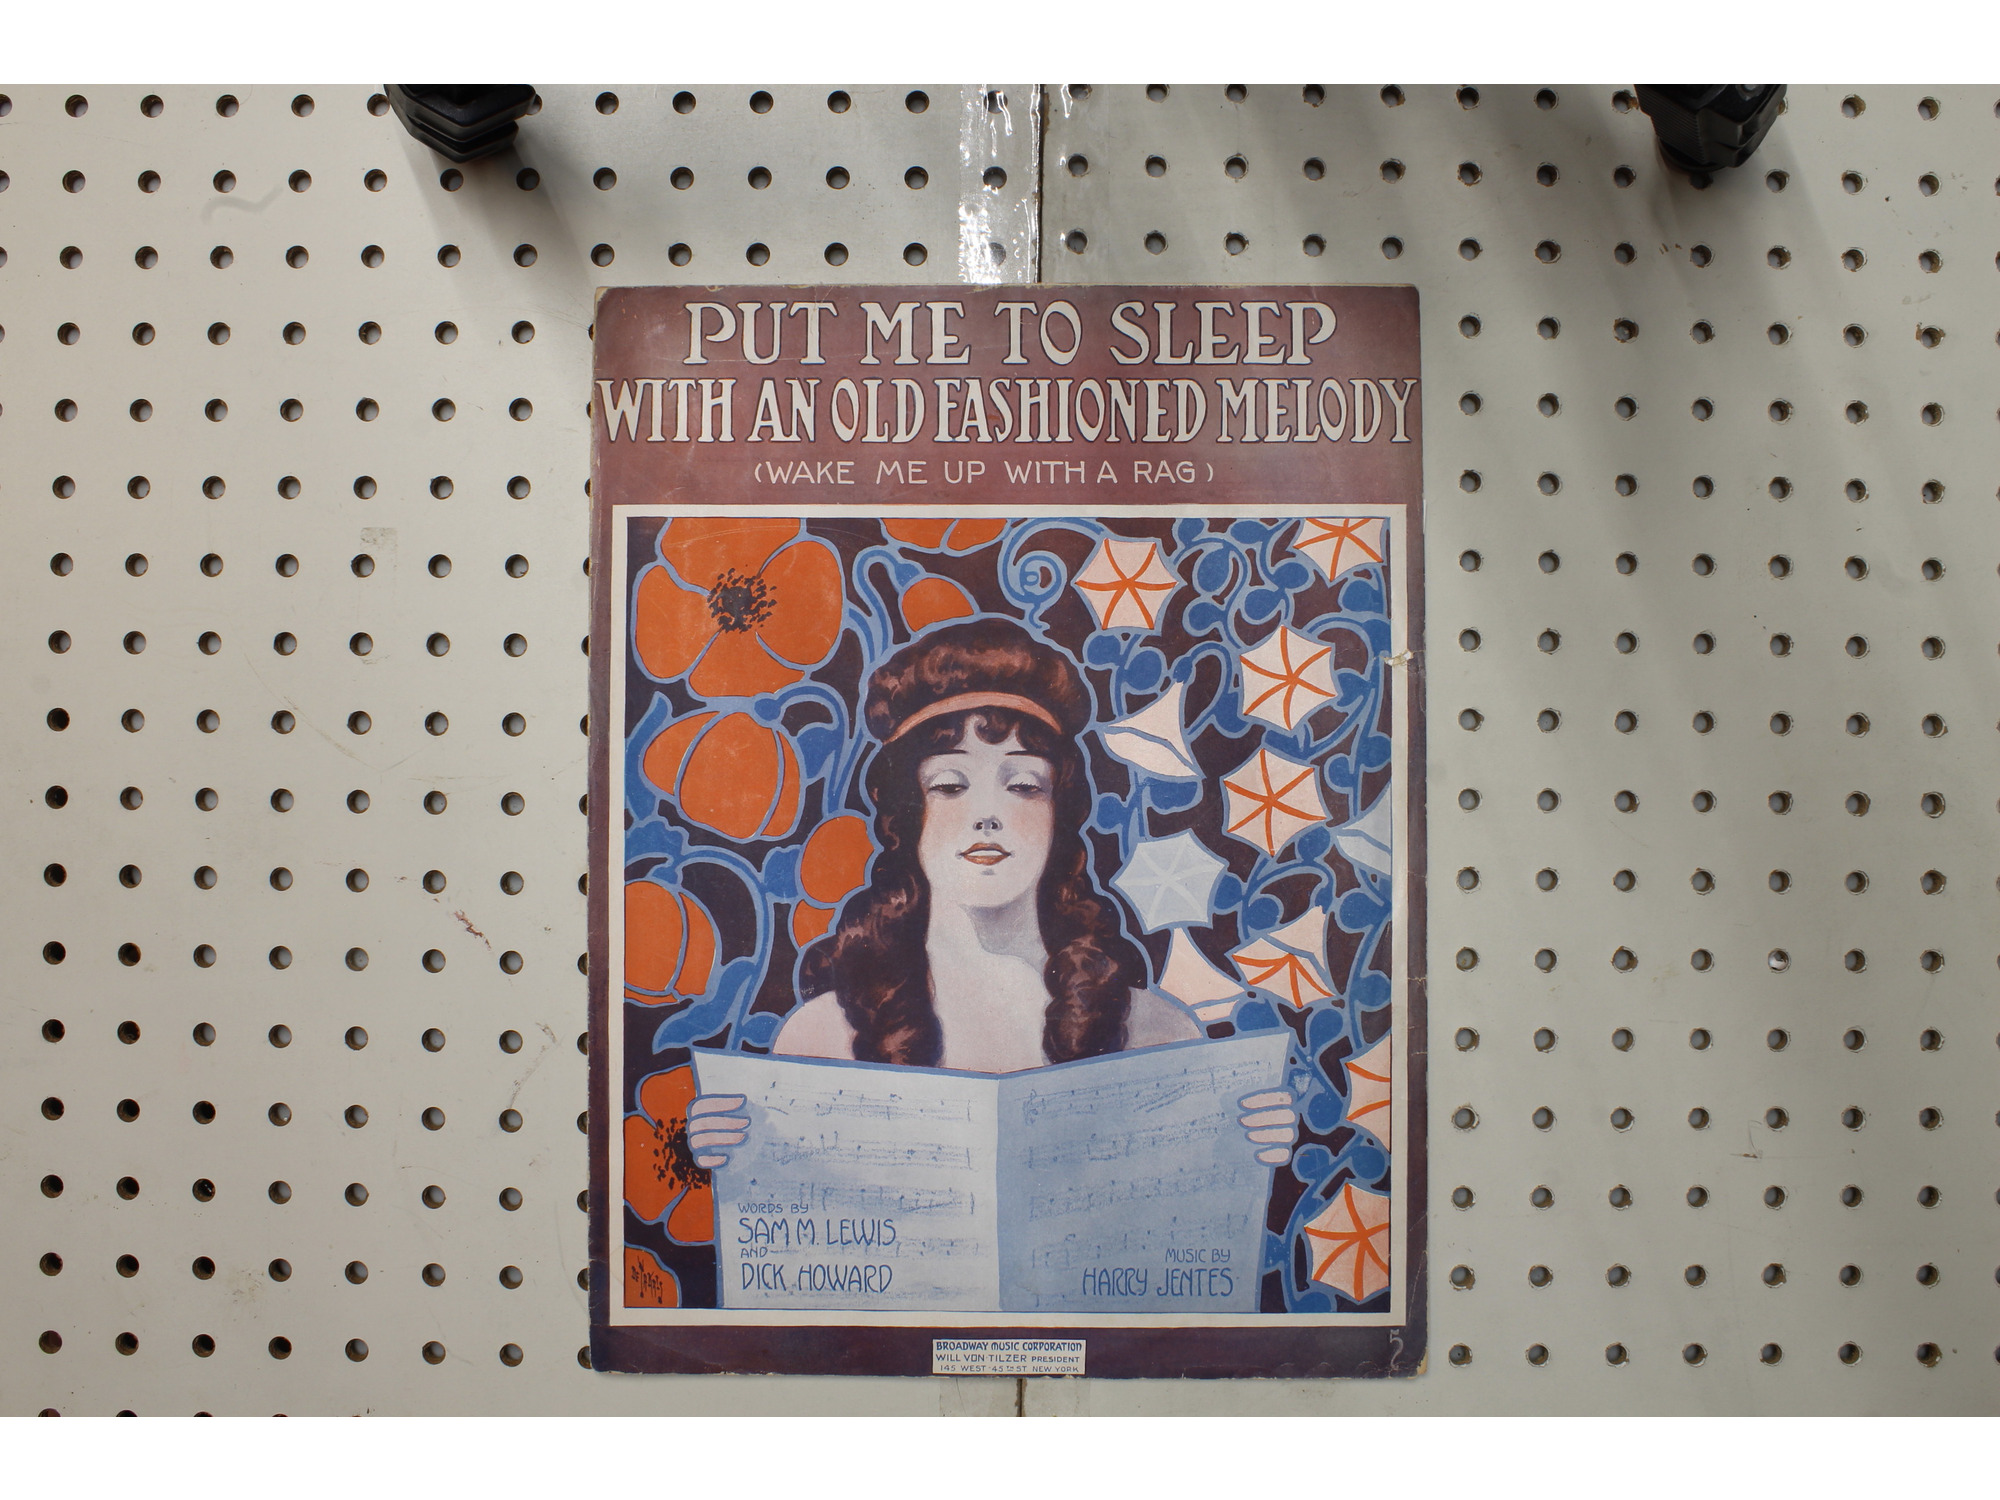 PUT ME TO SLEEP
WITH AN OLD FASHIONED MELODY
(WAKE ME UP WITH A RAG)
WORDS BY
SAM M. LEWIS
AND
DICK HOWARD
MUSIC BY
HARRY JENTES
BROADWAY MUSIC CORPORATION
WILL VON TILZER PRESIDENT
145 WEST 45TH ST NEW YORK
5